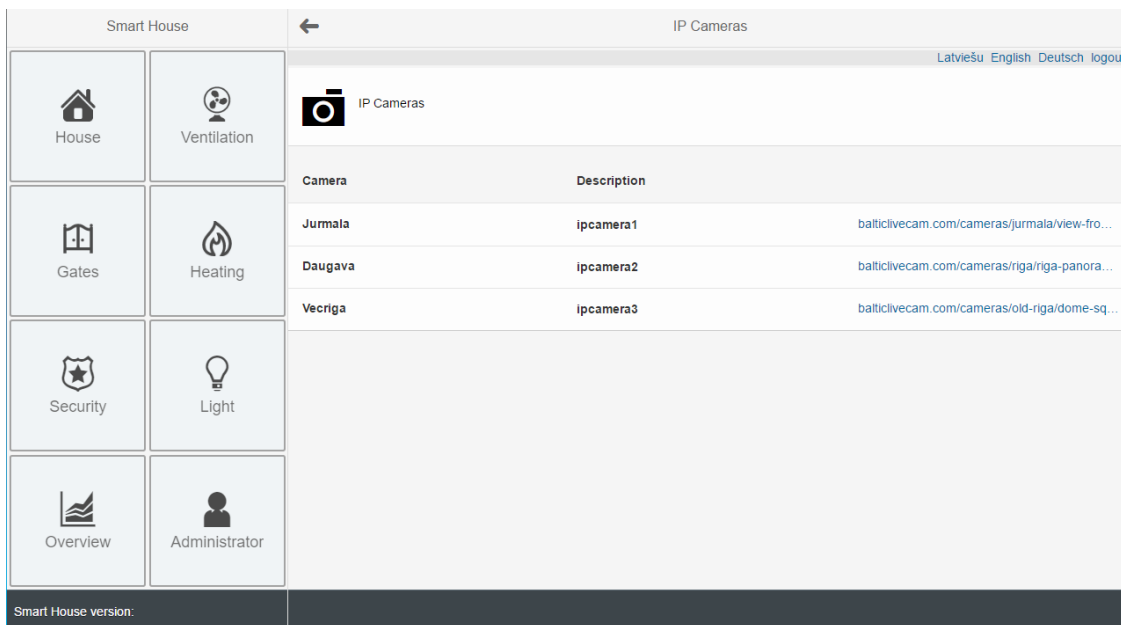 Smart House
IP Cameras
Latviešu English Deutsch logou
House
Ventilation
IP Cameras
Camera Description
Jurmala ipcamera1 balticlivecam.com/cameras/jurmala/view-fro...
Gates
Heating
Daugava ipcamera2 balticlivecam.com/cameras/riga/riga-panora...
Vecriga ipcamera3 balticlivecam.com/cameras/old-riga/dome-sq...
Security
Light
Overview
Administrator
Smart House version: